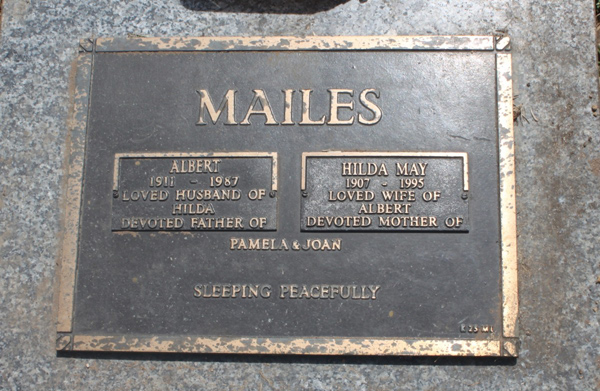 MAILES
ALBERT
1911 - 1987
LOVED HUSBAND OF
HILDA
DEVOTED FATHER OF
HILDA MAY
1907 - 1995
LOVED WIFE OF
ALBERT
DEVOTED MOTHER OF
PAMELA & JOAN
SLEEPING PEACEFULLY